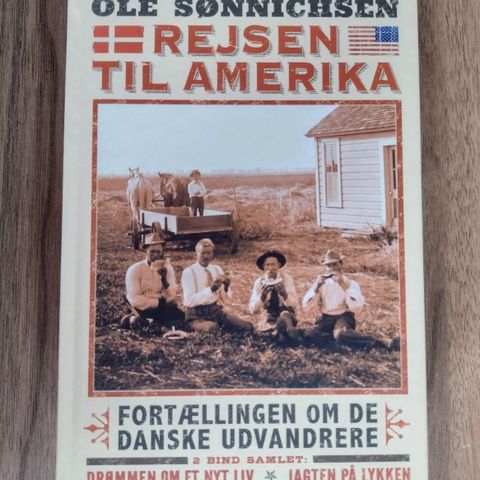 OLE SØNNICHSEN
REJSEN
TIL AMERIKA
FORTÆLLINGEN OM DE
DANSKE UDVANDRERE
2 BIND SAMLET:
DRØMMEN OM ET NYT LIV ★ JAGTEN PÅ LYKKEN